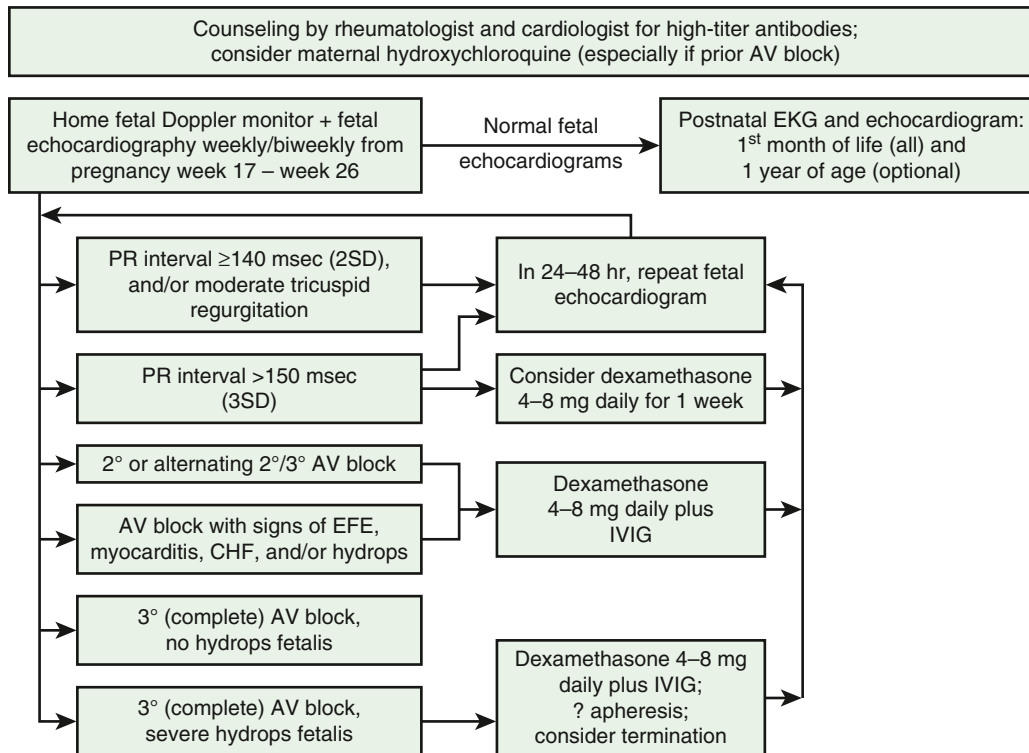 Counseling by rheumatologist and cardiologist for high-titer antibodies;
consider maternal hydroxychloroquine (especially if prior AV block)
Home fetal Doppler monitor + fetal
echocardiography weekly/biweekly from
pregnancy week 17 – week 26
Normal fetal
echocardiograms
Postnatal EKG and echocardiogram:
1st month of life (all) and
1 year of age (optional)
PR interval ≥140 msec (2SD),
and/or moderate tricuspid
regurgitation
In 24–48 hr, repeat fetal
echocardiogram
PR interval >150 msec
(3SD)
Consider dexamethasone
4–8 mg daily for 1 week
2° or alternating 2°/3° AV block
AV block with signs of EFE,
myocarditis, CHF, and/or hydrops
Dexamethasone
4–8 mg daily plus
IVIG
3° (complete) AV block,
no hydrops fetalis
3° (complete) AV block,
severe hydrops fetalis
Dexamethasone 4–8 mg
daily plus IVIG;
? apheresis;
consider termination